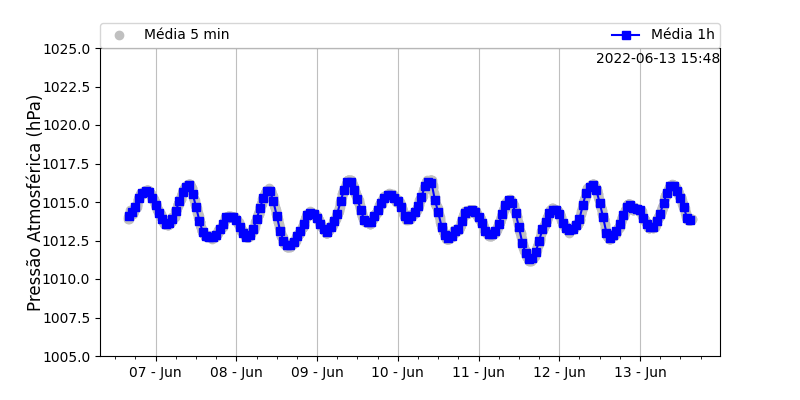 Média 5 min
Média 1h
2022-06-13 15:48
Pressão Atmosférica (hPa)
1025.0
1022.5
1020.0
1017.5
1015.0
1012.5
1010.0
1007.5
1005.0
07 - Jun
08 - Jun
09 - Jun
10 - Jun
11 - Jun
12 - Jun
13 - Jun